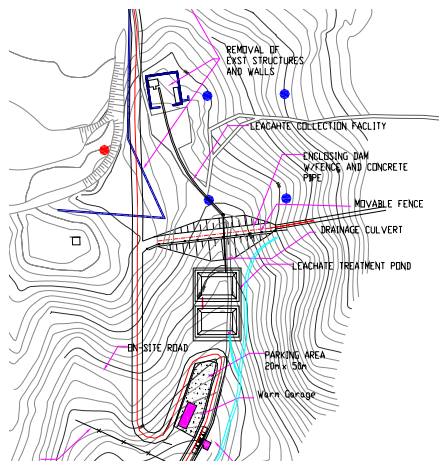 REMOVAL OF
EXST STRUCTURES
AND WALLS
LEACAHTE COLLECTION FACILITY
ENCLOSING DAM
W/FENCE AND CONCRETE
PIPE
MOVABLE FENCE
DRAINAGE CULVERT
LEACHATE TREATMENT POND
ON-SITE ROAD
PARKING AREA
20m x 50m
Warm Garage